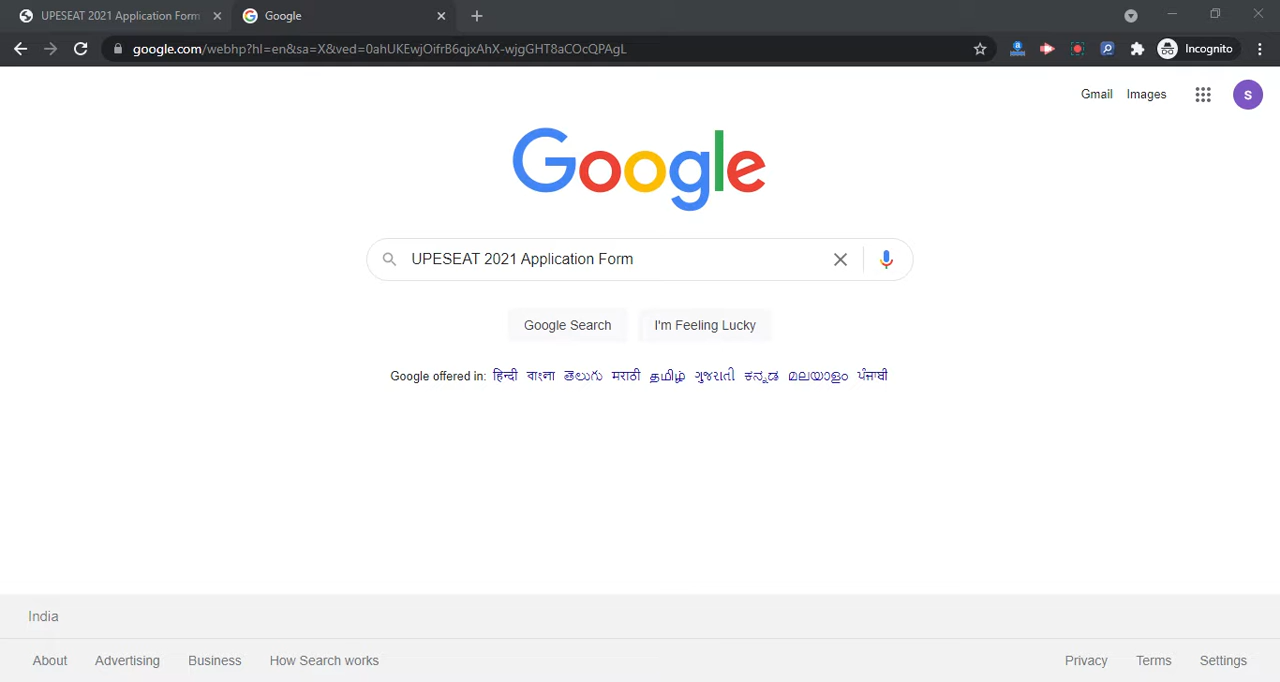 UPESEAT 2021 Application Form
Google
google.com/webhp?hl=en&sa=X&ved=0ahUKEwjOifrB6qjxAhX-wjgGHT8aCOcQPAgL
Incognito
Gmail Images
S
Google
UPESEAT 2021 Application Form
Google Search I'm Feeling Lucky
Google offered in: हिन्दी বাংলা తెలుగు मराठी தமிழ் ગુજરાતી ಕನ್ನಡ മലയാളം ਪੰਜਾਬੀ
India
About Advertising Business How Search works Privacy Terms Settings